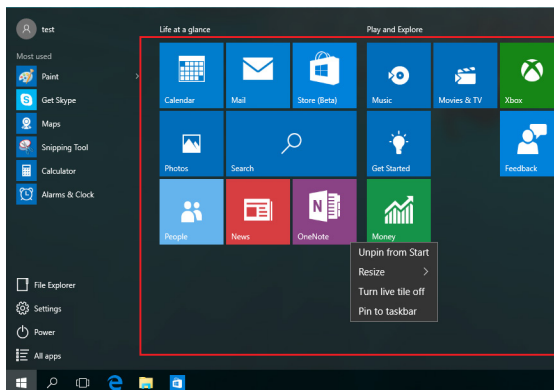 test
Most used
Paint
Get Skype
Maps
Snipping Tool
Calculator
Alarms & Clock
File Explorer
Settings
Power
All apps
Life at a glance
Play and Explore
Calendar
Mail
Store (Beta)
Music
Movies & TV
Xbox
Photos
Search
Get Started
Feedback
People
News
OneNote
Money
Unpin from Start
Resize
Turn live tile off
Pin to taskbar